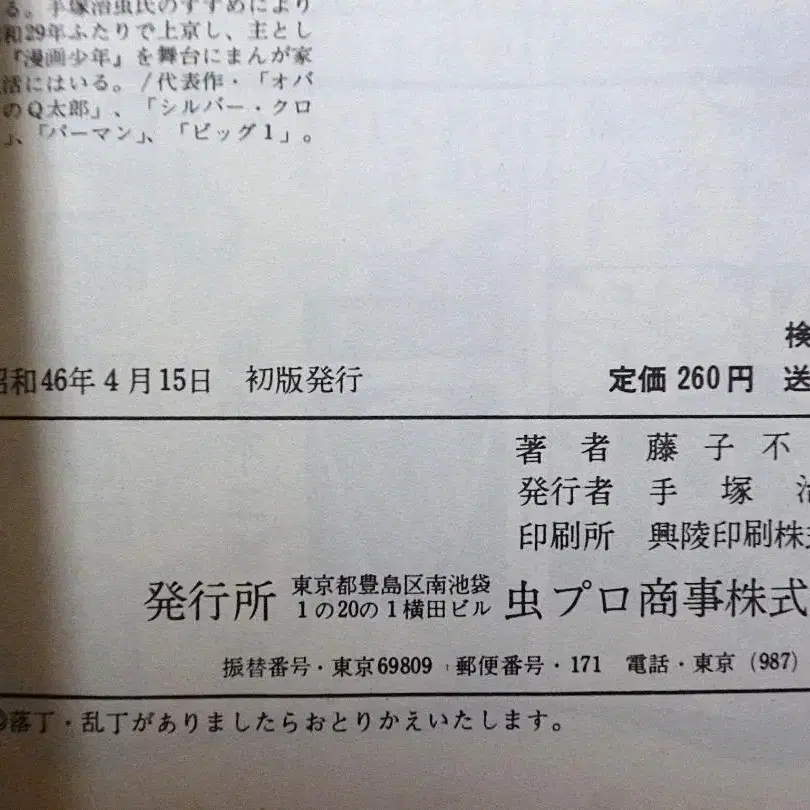 る。手塚治虫氏のすすめにより
和29年ふたりで上京し、主とし
『漫画少年』を舞台にまんが家
活にはいる。/代表作・「オバ
のQ太郎」、「シルバー・クロ
」、「パーマン」、「ビッグ1」。
検
昭和46年4月15日 初版発行 定価260円 送
著者 藤子不
発行者 手塚治
印刷所 興陵印刷株式
発行所 東京都豊島区南池袋 1の20の1横田ビル 虫プロ商事株式
振替番号・東京69809 郵便番号・171 電話・東京(987)
落丁・乱丁がありましたらおとりかえいたします。